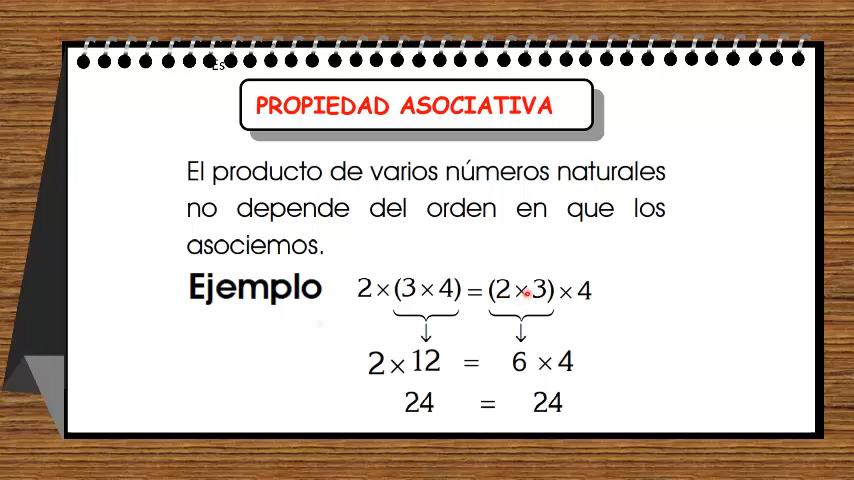 Es
PROPIEDAD ASOCIATIVA
El producto de varios números naturales
no depende del orden en que los
asociemos.
Ejemplo 2 × (3 × 4) = (2 × 3) × 4
2 × 12 = 6 × 4
24 = 24